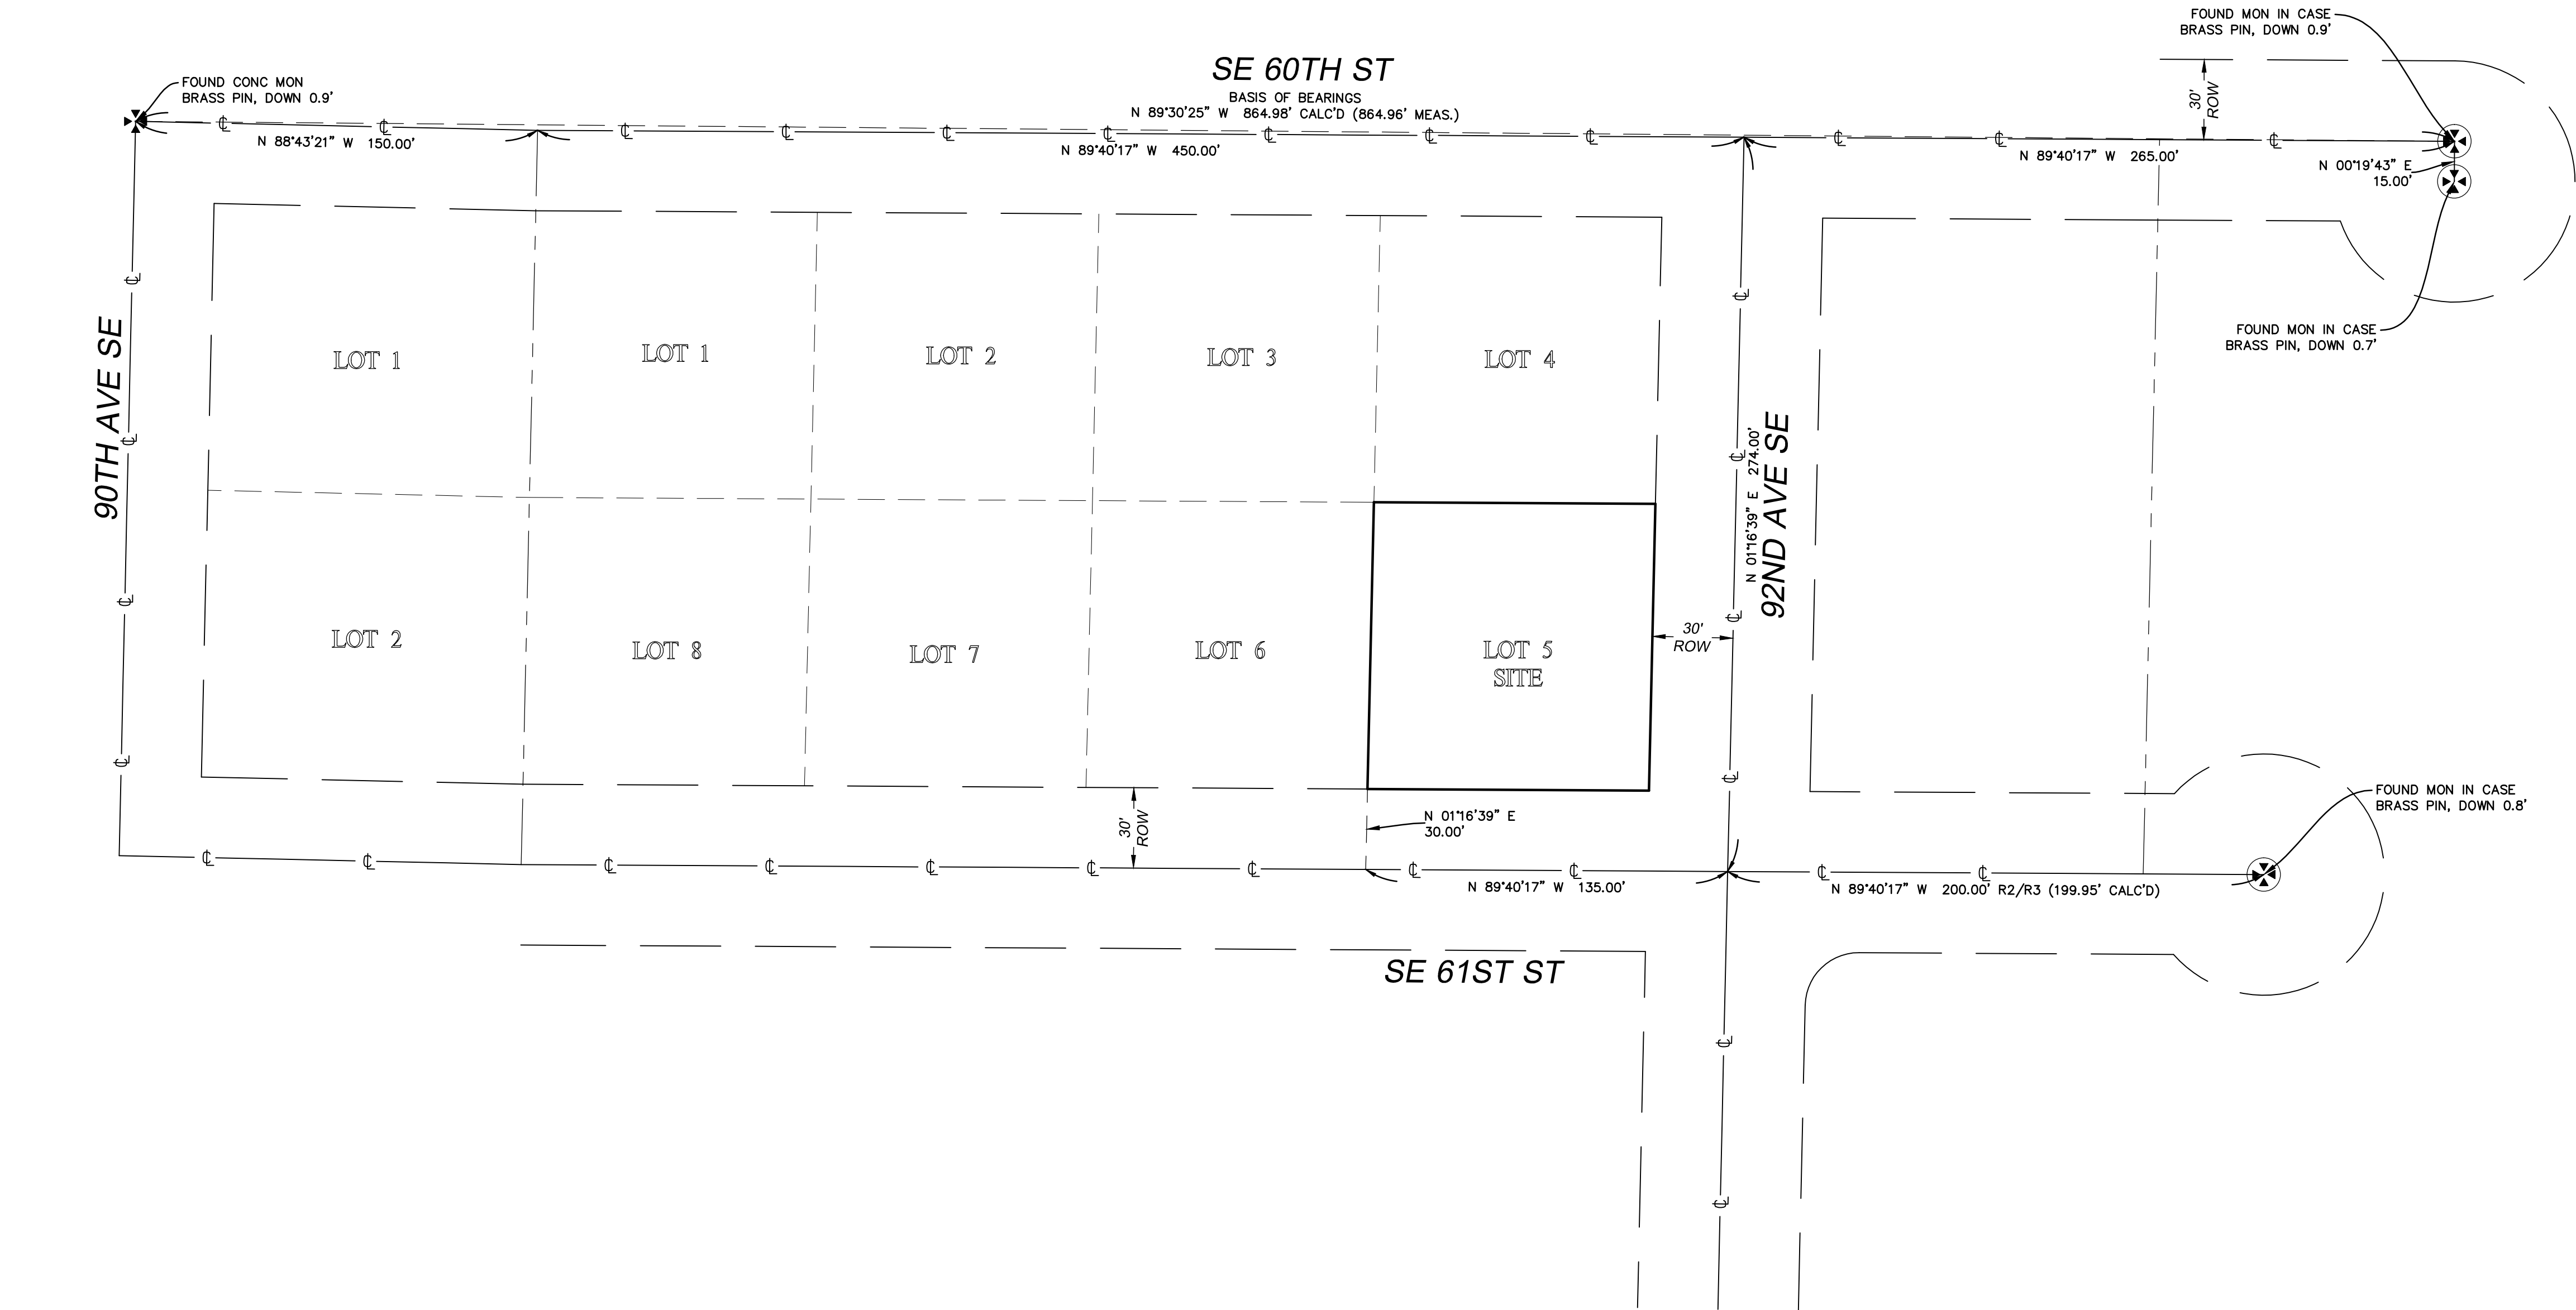 FOUND MON IN CASE
BRASS PIN, DOWN 0.9'
SE 60TH ST
BASIS OF BEARINGS
N 89°30'25" W 864.98' CALC'D (864.96' MEAS.)
FOUND CONC MON
BRASS PIN, DOWN 0.9'
30'
ROW
N 88°43'21" W 150.00'
N 89°40'17" W 450.00'
N 89°40'17" W 265.00'
N 00°19'43" E
15.00'
FOUND MON IN CASE
BRASS PIN, DOWN 0.7'
90TH AVE SE
LOT 1
LOT 1
LOT 2
LOT 3
LOT 4
N 01°16'39" E 274.00'
92ND AVE SE
LOT 2
LOT 8
LOT 7
LOT 6
LOT 5
SITE
30'
ROW
30'
ROW
N 01°16'39" E
30.00'
FOUND MON IN CASE
BRASS PIN, DOWN 0.8'
N 89°40'17" W 135.00'
N 89°40'17" W 200.00' R2/R3 (199.95' CALC'D)
SE 61ST ST